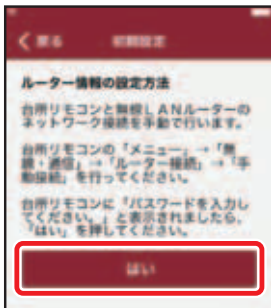 戻る 初期設定
ルーター情報の設定方法
台所リモコンと無線LANルーターの
ネットワーク接続を手動で行います。
台所リモコンの「メニュー」→「無
線・通信」→「ルーター接続」→「手
動接続」を行ってください。
台所リモコンに「パスワードを入力し
てください。」と表示されましたら、
「はい」を押してください。
はい